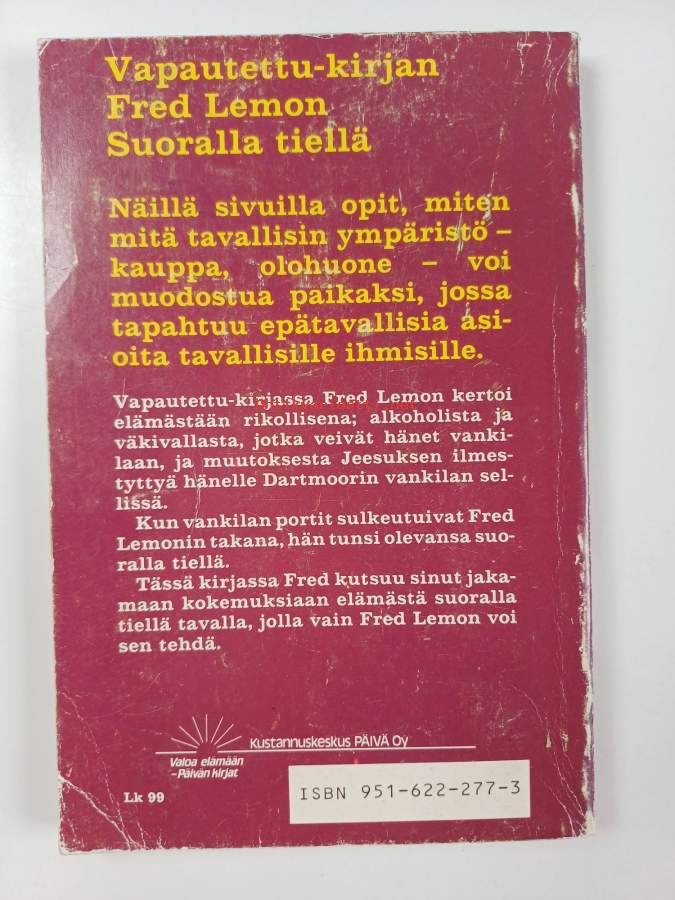 Vapautettu-kirjan
Fred Lemon
Suoralla tiellä
Näillä sivuilla opit, miten
mitä tavallisin ympäristö –
kauppa, olohuone – voi
muodostua paikaksi, jossa
tapahtuu epätavallisia asi-
oita tavallisille ihmisille.
Vapautettu-kirjassa Fred Lemon kertoi
elämästään rikollisena; alkoholista ja
väkivallasta, jotka veivät hänet vanki-
laan, ja muutoksesta Jeesuksen ilmes-
tyttyä hänelle Dartmoorin vankilan sel-
lissä.
Kun vankilan portit sulkeutuivat Fred
Lemonin takana, hän tunsi olevansa suo-
ralla tiellä.
Tässä kirjassa Fred kutsuu sinut jaka-
maan kokemuksiaan elämästä suoralla
tiellä tavalla, jolla vain Fred Lemon voi
sen tehdä.
Kustannuskeskus PÄIVÄ Oy
Valoa elämään
–Päivän kirjat
Lk 99
ISBN 951-622-277-3